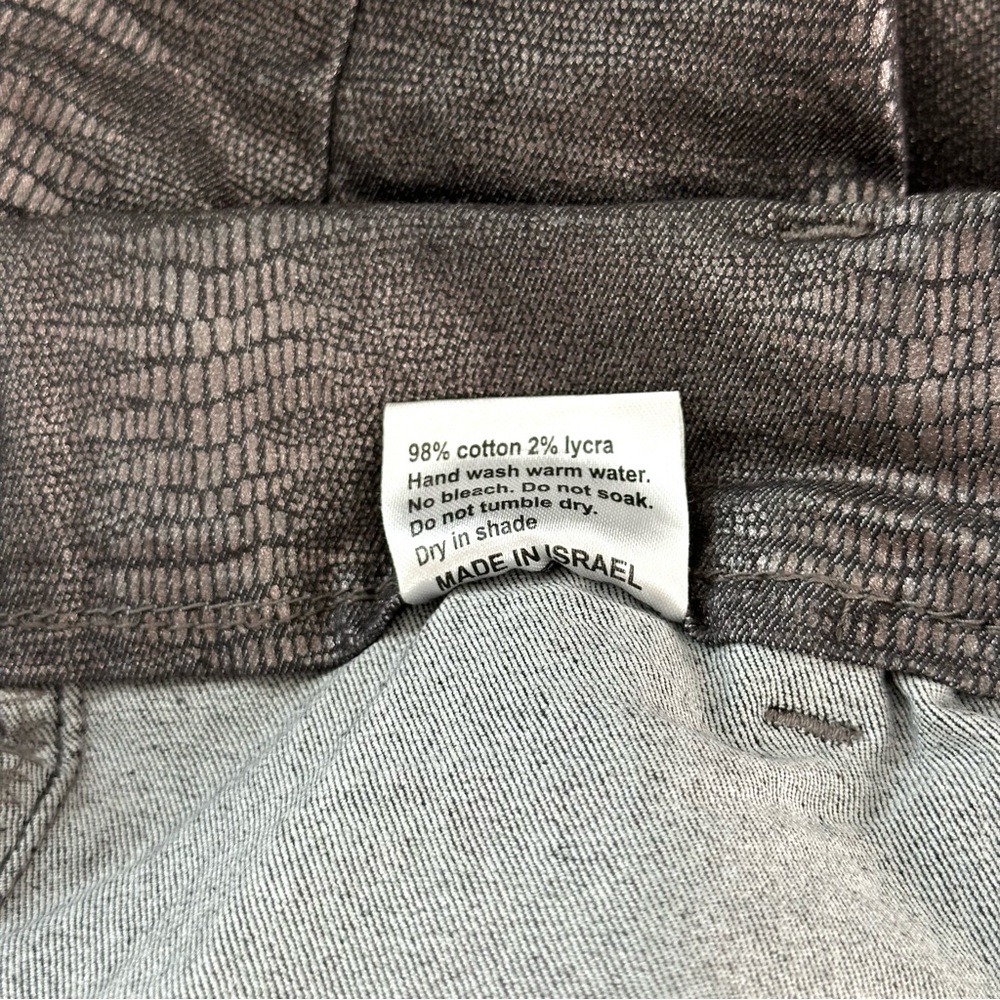 98% cotton 2% lycra
Hand wash warm water.
No bleach. Do not soak.
Do not tumble dry.
Dry in shade
MADE IN ISRAEL